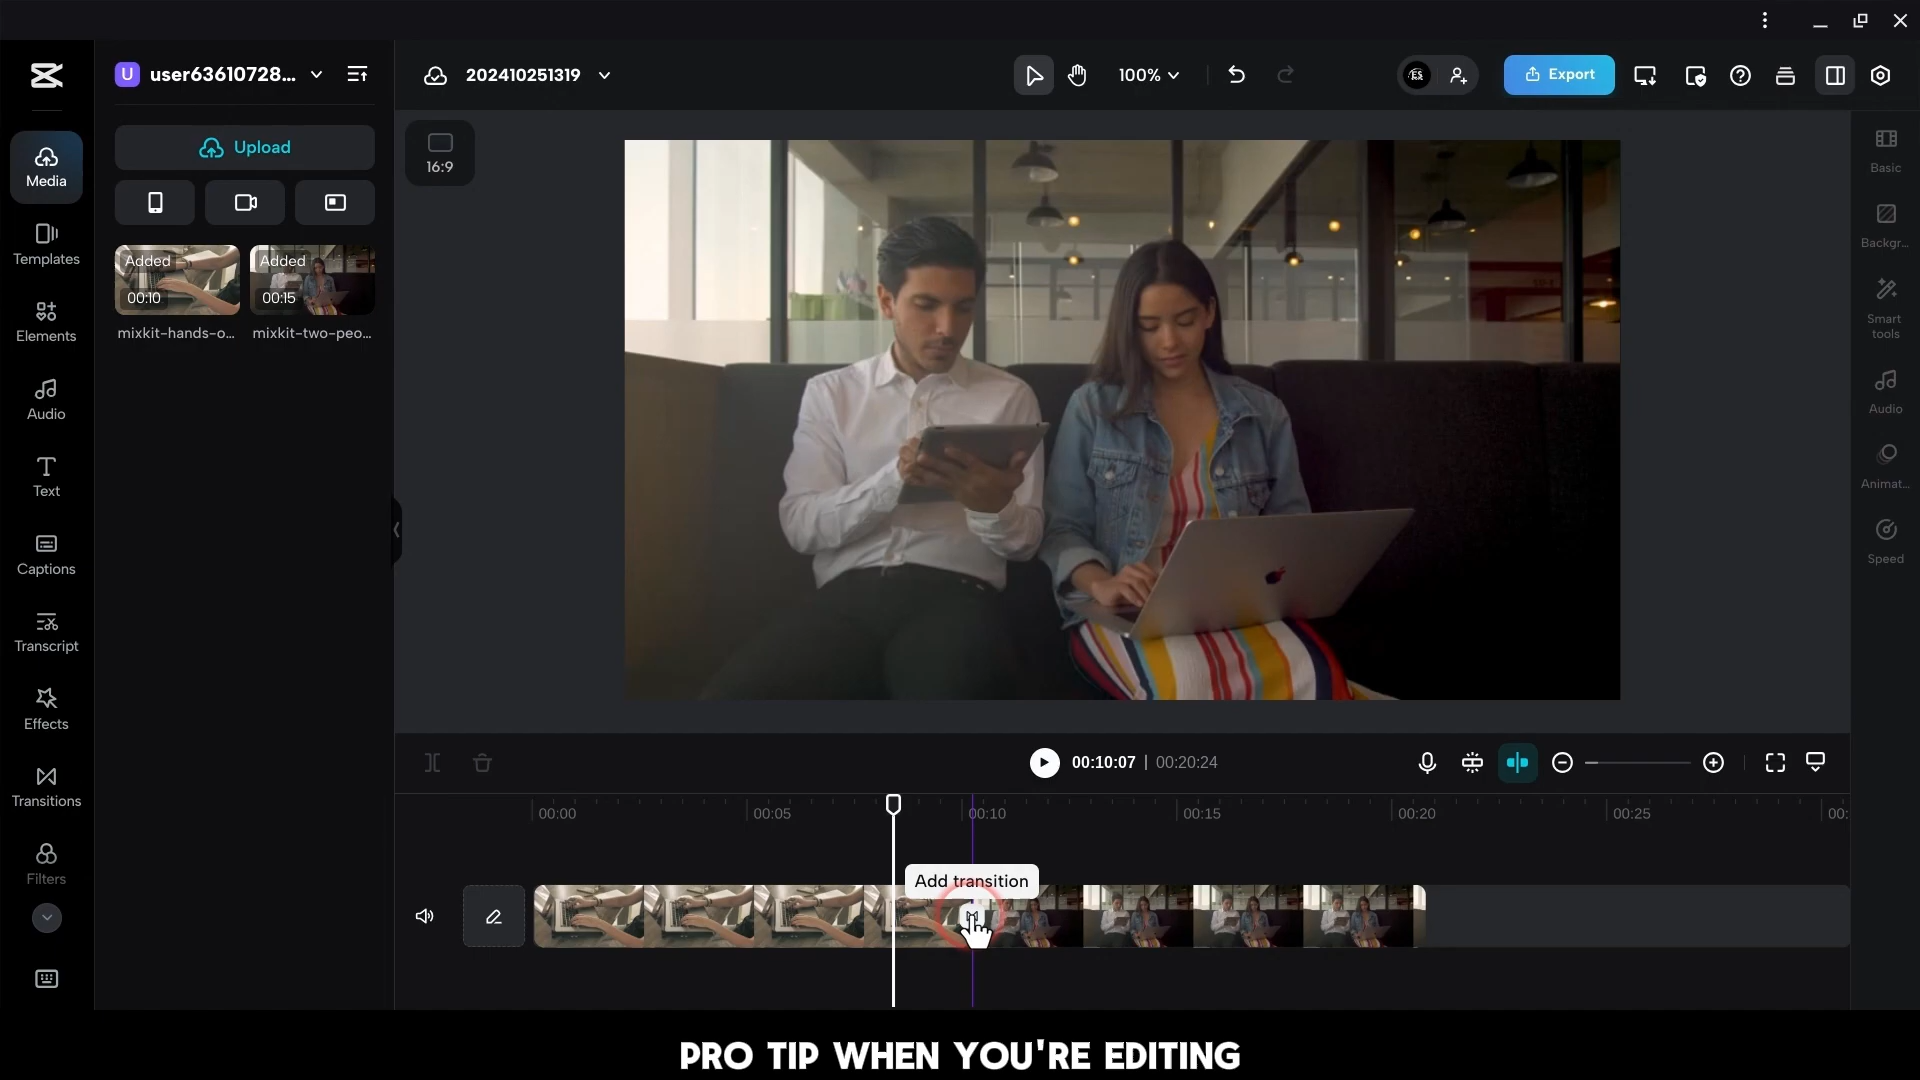 U user63610728...
202410251319
100%
Export
Media
Upload
16:9
Basic
Templates
Backgr...
Added
00:10
Added
00:15
mixkit-hands-o...
mixkit-two-peo...
Elements
Smart
tools
Audio
Audio
Text
Animat...
Captions
Speed
Transcript
Effects
Transitions
00:10:07 | 00:20:24
00:00
00:05
00:10
00:15
00:20
00:25
00:
Filters
Add transition
PRO TIP WHEN YOU'RE EDITING